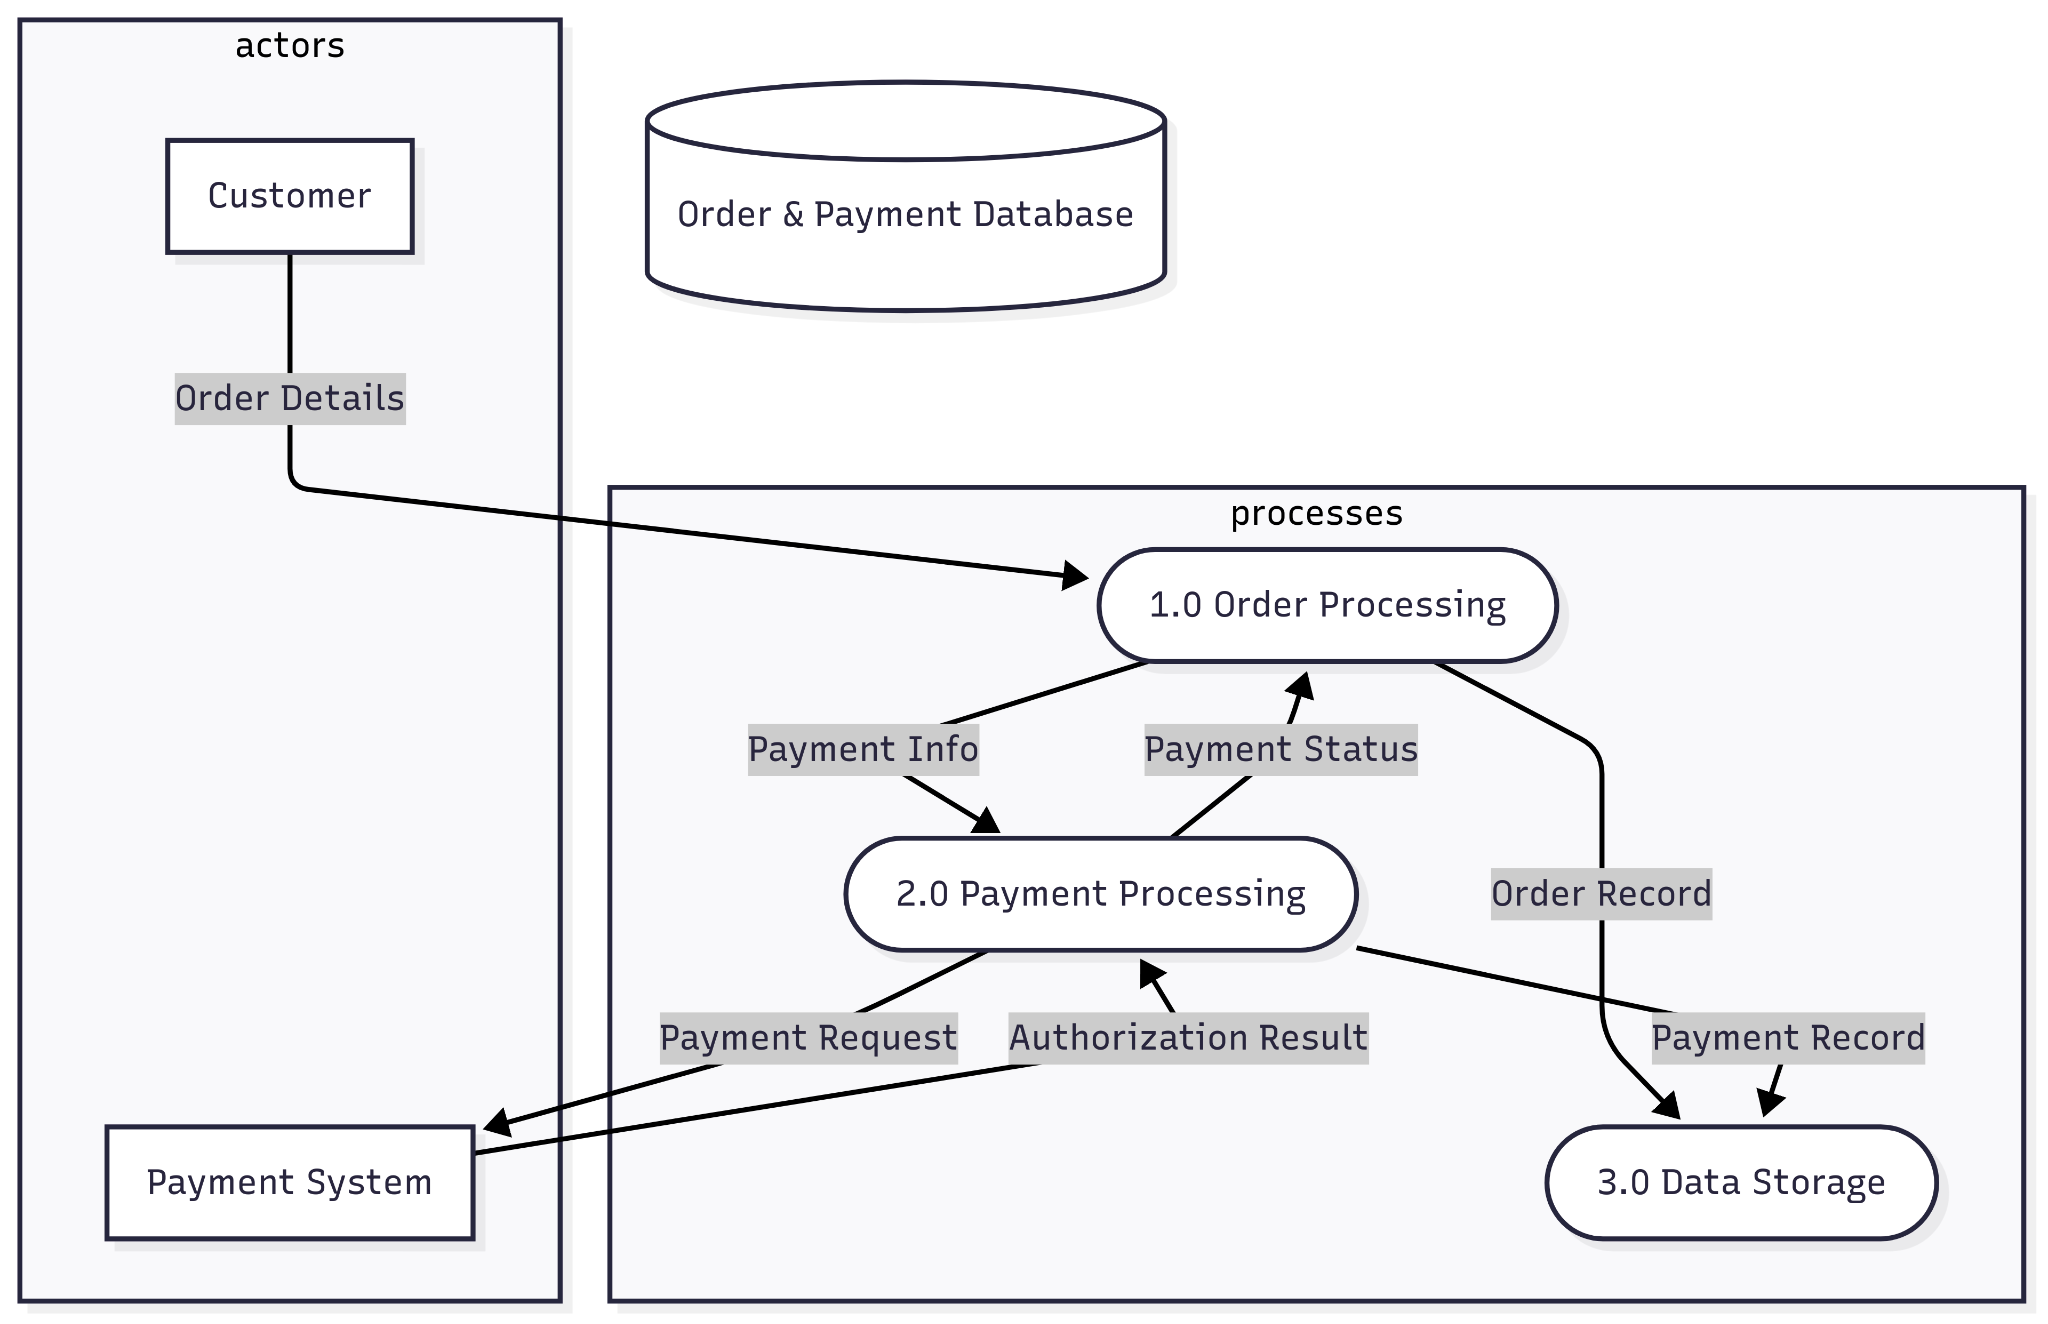 actors
Customer
Order & Payment Database
Order Details
processes
1.0 Order Processing
Payment Info
Payment Status
2.0 Payment Processing
Order Record
Payment Request
Authorization Result
Payment Record
Payment System
3.0 Data Storage